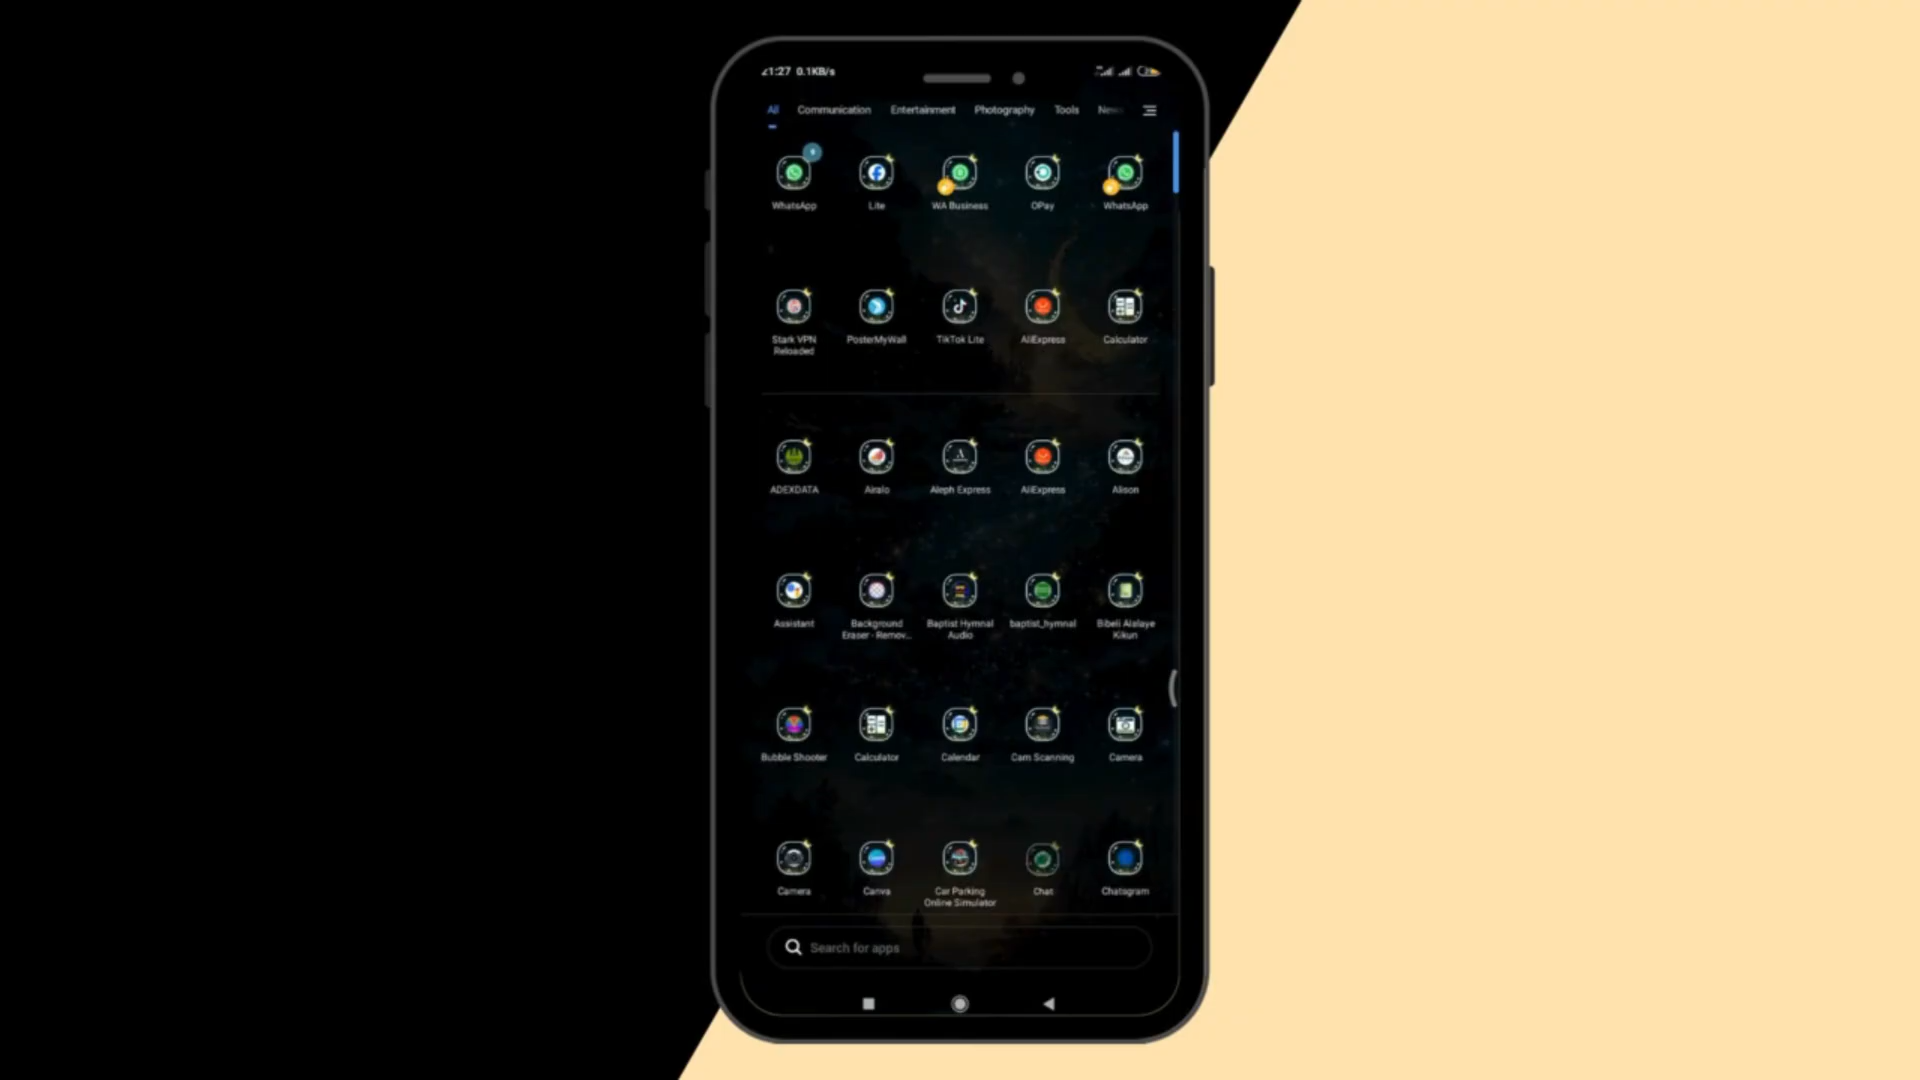 21:27 0.1KB/s
All Communication Entertainment Photography Tools New
WhatsApp Lite WA Business OPay WhatsApp
Stark VPN Reloaded PosterMyWall TikTok Lite AliExpress Calculator
ADEXDATA Airalo Aleph Express AliExpress Alison
Assistant Background Eraser - Remov... Baptist Hymnal Audio baptist_hymnal Bibeli Atalaye Kikun
Bubble Shooter Calculator Calendar Cam Scanning Camera
Camera Canva Car Parking Online Simulator Chat Chatsgram
Search for apps